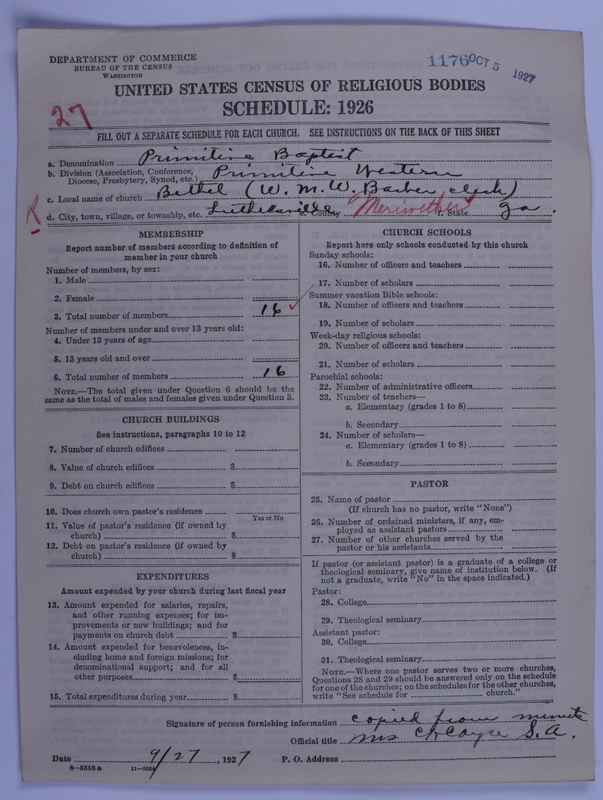 DEPARTMENT OF COMMERCE
BUREAU OF THE CENSUS
WASHINGTON
1176 OCT 5 1927
UNITED STATES CENSUS OF RELIGIOUS BODIES
SCHEDULE: 1926
27
FILL OUT A SEPARATE SCHEDULE FOR EACH CHURCH. SEE INSTRUCTIONS ON THE BACK OF THIS SHEET
a. Denomination Primitive Baptist
b. Division (Association, Conference, Diocese, Presbytery, Synod, etc.) Primitive Western
c. Local name of church Bethel (W. M. W. Barber clerk)
R
d. City, town, village, or township, etc. Luthersville e. County Meriwether f. State Ga.
MEMBERSHIP
Report number of members according to definition of
member in your church
Number of members, by sex:
1. Male
2. Female
3. Total number of members 16
Number of members under and over 13 years old:
4. Under 13 years of age
5. 13 years old and over
6. Total number of members 16
NOTE.—The total given under Question 6 should be the
same as the total of males and females given under Question 3.
CHURCH BUILDINGS
See instructions, paragraphs 10 to 12
7. Number of church edifices
8. Value of church edifices $
9. Debt on church edifices $
10. Does church own pastor's residence
Yes or No
11. Value of pastor's residence (if owned by
church) $
12. Debt on pastor's residence (if owned by
church) $
EXPENDITURES
Amount expended by your church during last fiscal year
13. Amount expended for salaries, repairs,
and other running expenses; for im-
provements or new buildings; and for
payments on church debt $
14. Amount expended for benevolences, in-
cluding home and foreign missions; for
denominational support; and for all
other purposes $
15. Total expenditures during year $
CHURCH SCHOOLS
Report here only schools conducted by this church
Sunday schools:
16. Number of officers and teachers
17. Number of scholars
Summer vacation Bible schools:
18. Number of officers and teachers
19. Number of scholars
Week-day religious schools:
20. Number of officers and teachers
21. Number of scholars
Parochial schools:
22. Number of administrative officers
23. Number of teachers—
a. Elementary (grades 1 to 8)
b. Secondary
24. Number of scholars—
a. Elementary (grades 1 to 8)
b. Secondary
PASTOR
25. Name of pastor
(If church has no pastor, write "None")
26. Number of ordained ministers, if any, em-
ployed as assistant pastors
27. Number of other churches served by the
pastor or his assistants
If pastor (or assistant pastor) is a graduate of a college or
theological seminary, give name of institution below. (If
not a graduate, write "No" in the space indicated.)
Pastor:
28. College
29. Theological seminary
Assistant pastor:
30. College
31. Theological seminary
NOTE.—Where one pastor serves two or more churches,
Questions 28 and 29 should be answered only on the schedule
for one of the churches; on the schedules for the other churches,
write "See schedule for church."
Signature of person furnishing information copied from minute
Official title Mrs C H Cayce S. A.
Date 9/27, 1927 P. O. Address
8-5518 a